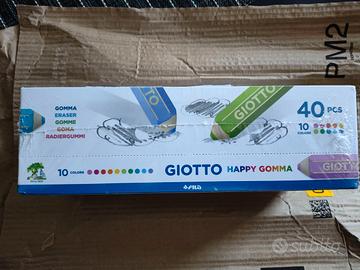 PM2
GOMMA
ERASER
GOMME
GOMA
RADIERGUMMI
GIOTTO
GIOTTO
40 PCS
10 COLORS
10 COLORS
GIOTTO HAPPY GOMMA
GIOTTO
FILA
subito